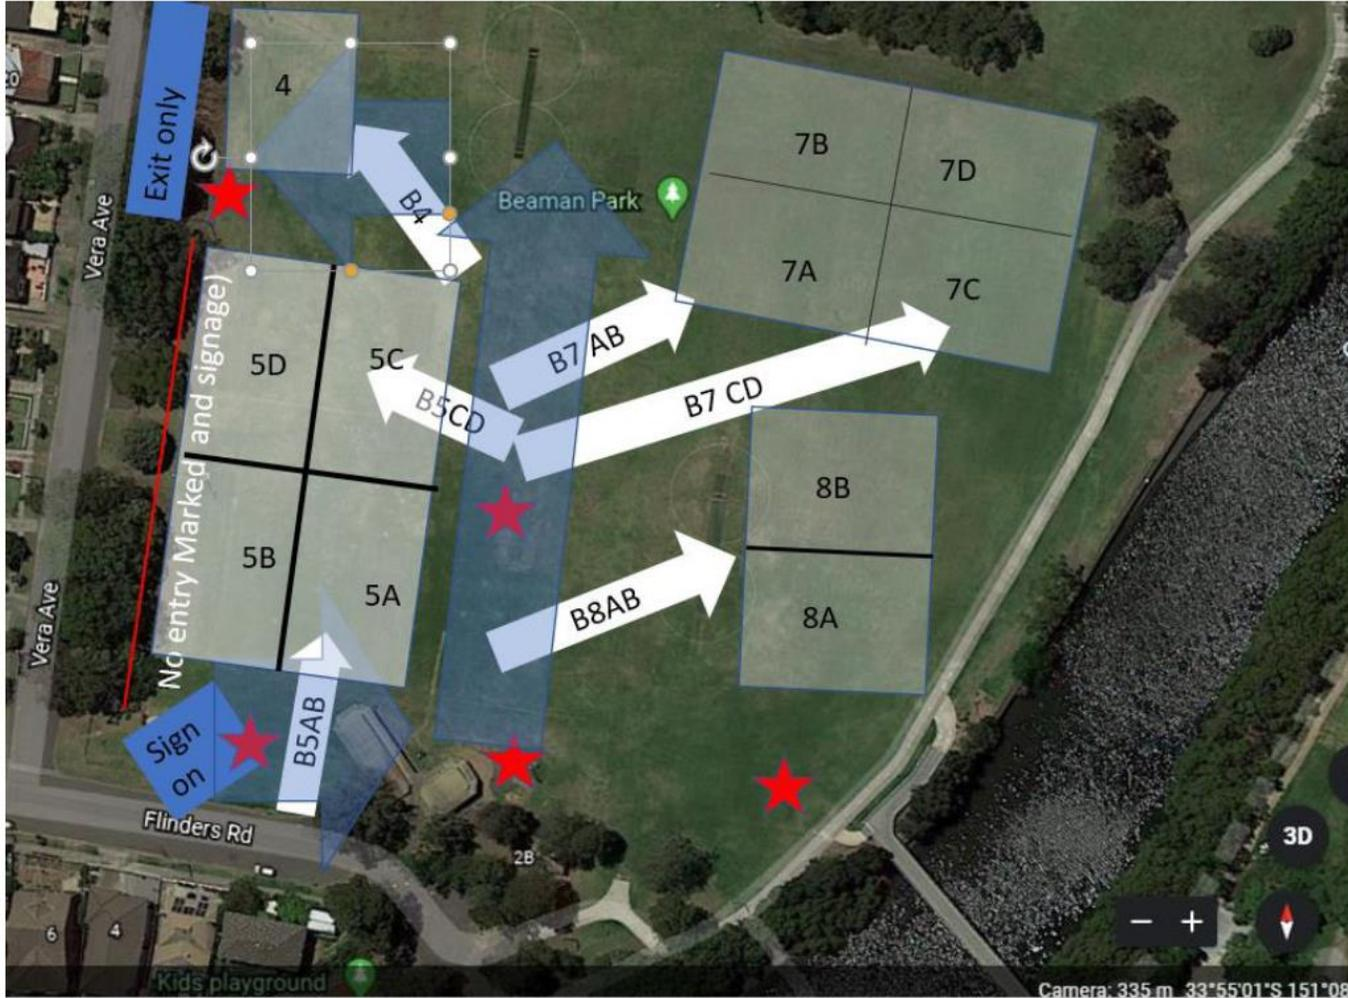 4
Exit only
B4
Vera Ave
Beaman Park
7B
7D
7A
7C
No entry Marked and signage)
5D
5C
B5CD
B7 AB
B7 CD
5B
5A
8B
8A
B8AB
Vera Ave
Sign
on
B5AB
Flinders Rd
2B
6
4
3D
Kids playground
Camera: 335 m 33°55'01"S 151°08